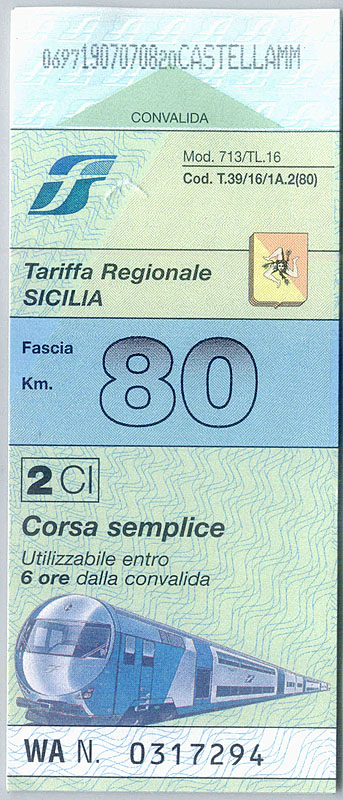 06971907070820CASTELLAMM
CONVALIDA
Mod. 713/TL.16
Cod. T.39/16/1A.2(80)
Tariffa Regionale
SICILIA
Fascia
Km.
80
2 Cl
Corsa semplice
Utilizzabile entro
6 ore dalla convalida
WA N. 0317294